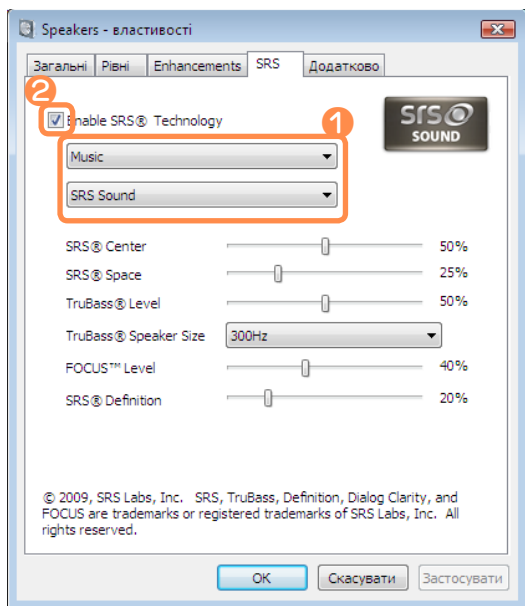 Speakers - властивості
Загальні Рівні Enhancements SRS Додатково
2
Enable SRS® Technology
1
SRS
SOUND
Music
SRS Sound
SRS® Center 50%
SRS® Space 25%
TruBass® Level 50%
TruBass® Speaker Size 300Hz
FOCUS™ Level 40%
SRS® Definition 20%
© 2009, SRS Labs, Inc. SRS, TruBass, Definition, Dialog Clarity, and
FOCUS are trademarks or registered trademarks of SRS Labs, Inc. All
rights reserved.
OK Скасувати Застосувати